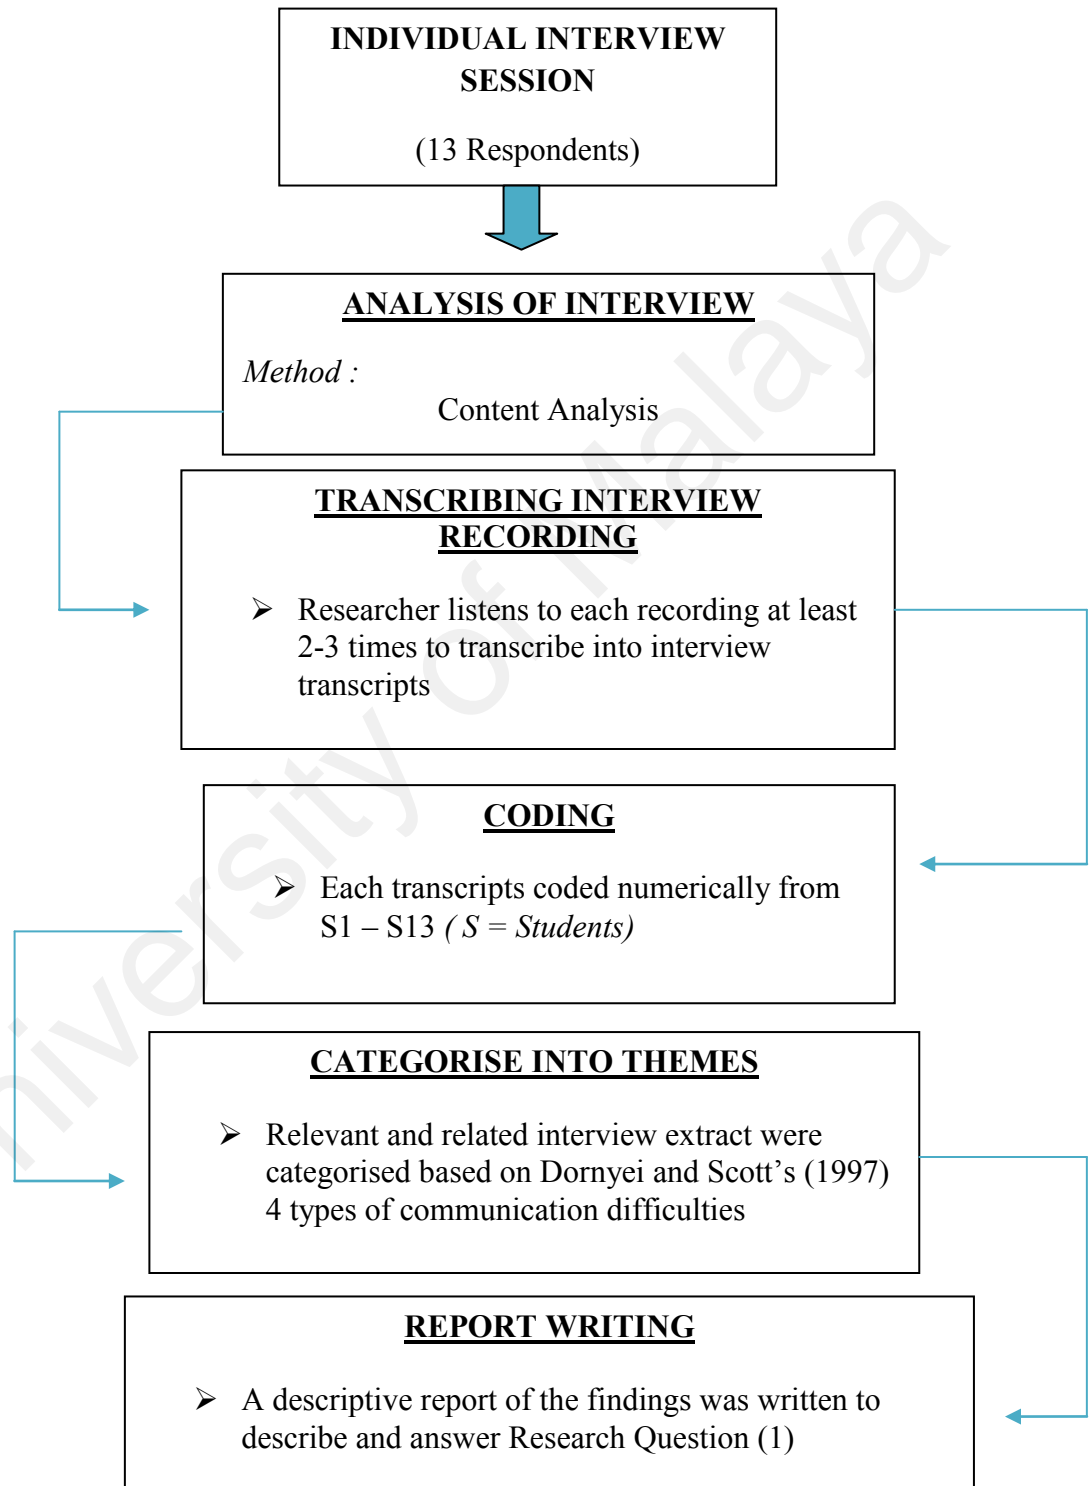 INDIVIDUAL INTERVIEW
SESSION
(13 Respondents)
ANALYSIS OF INTERVIEW
Method :
Content Analysis
TRANSCRIBING INTERVIEW
RECORDING
➢ Researcher listens to each recording at least
2-3 times to transcribe into interview
transcripts
CODING
➢ Each transcripts coded numerically from
S1 – S13 ( S = Students)
CATEGORISE INTO THEMES
➢ Relevant and related interview extract were
categorised based on Dornyei and Scott’s (1997)
4 types of communication difficulties
REPORT WRITING
➢ A descriptive report of the findings was written to
describe and answer Research Question (1)
niversity of Malaya